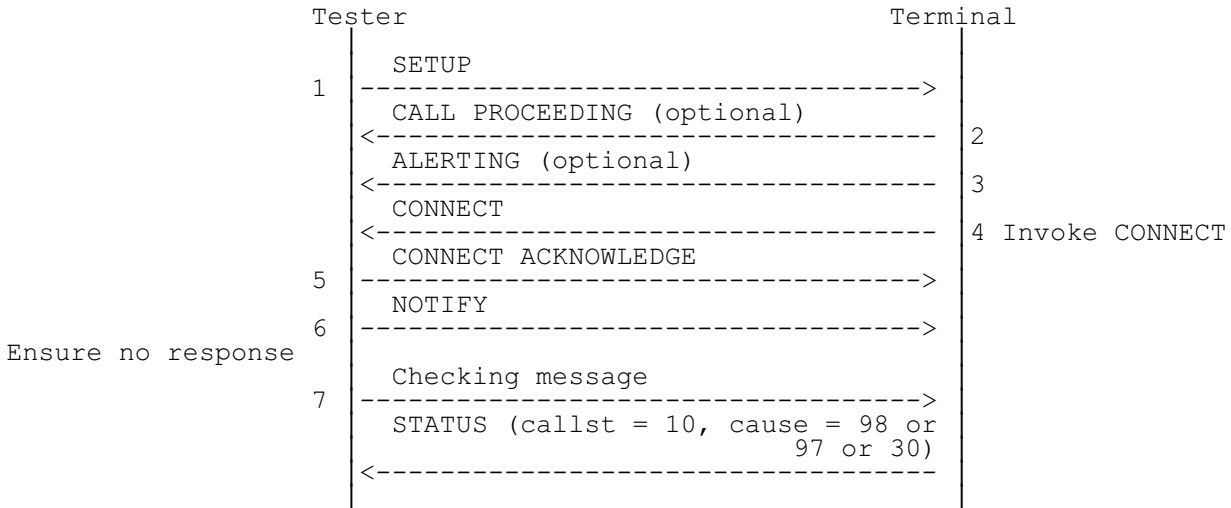 Tester Terminal
SETUP
1 ----------------------------------->
CALL PROCEEDING (optional)
<----------------------------------- 2
ALERTING (optional)
<----------------------------------- 3
CONNECT
<----------------------------------- 4 Invoke CONNECT
CONNECT ACKNOWLEDGE
5 ----------------------------------->
NOTIFY
6 ----------------------------------->
Ensure no response
Checking message
7 ----------------------------------->
STATUS (callst = 10, cause = 98 or
97 or 30)
<-----------------------------------